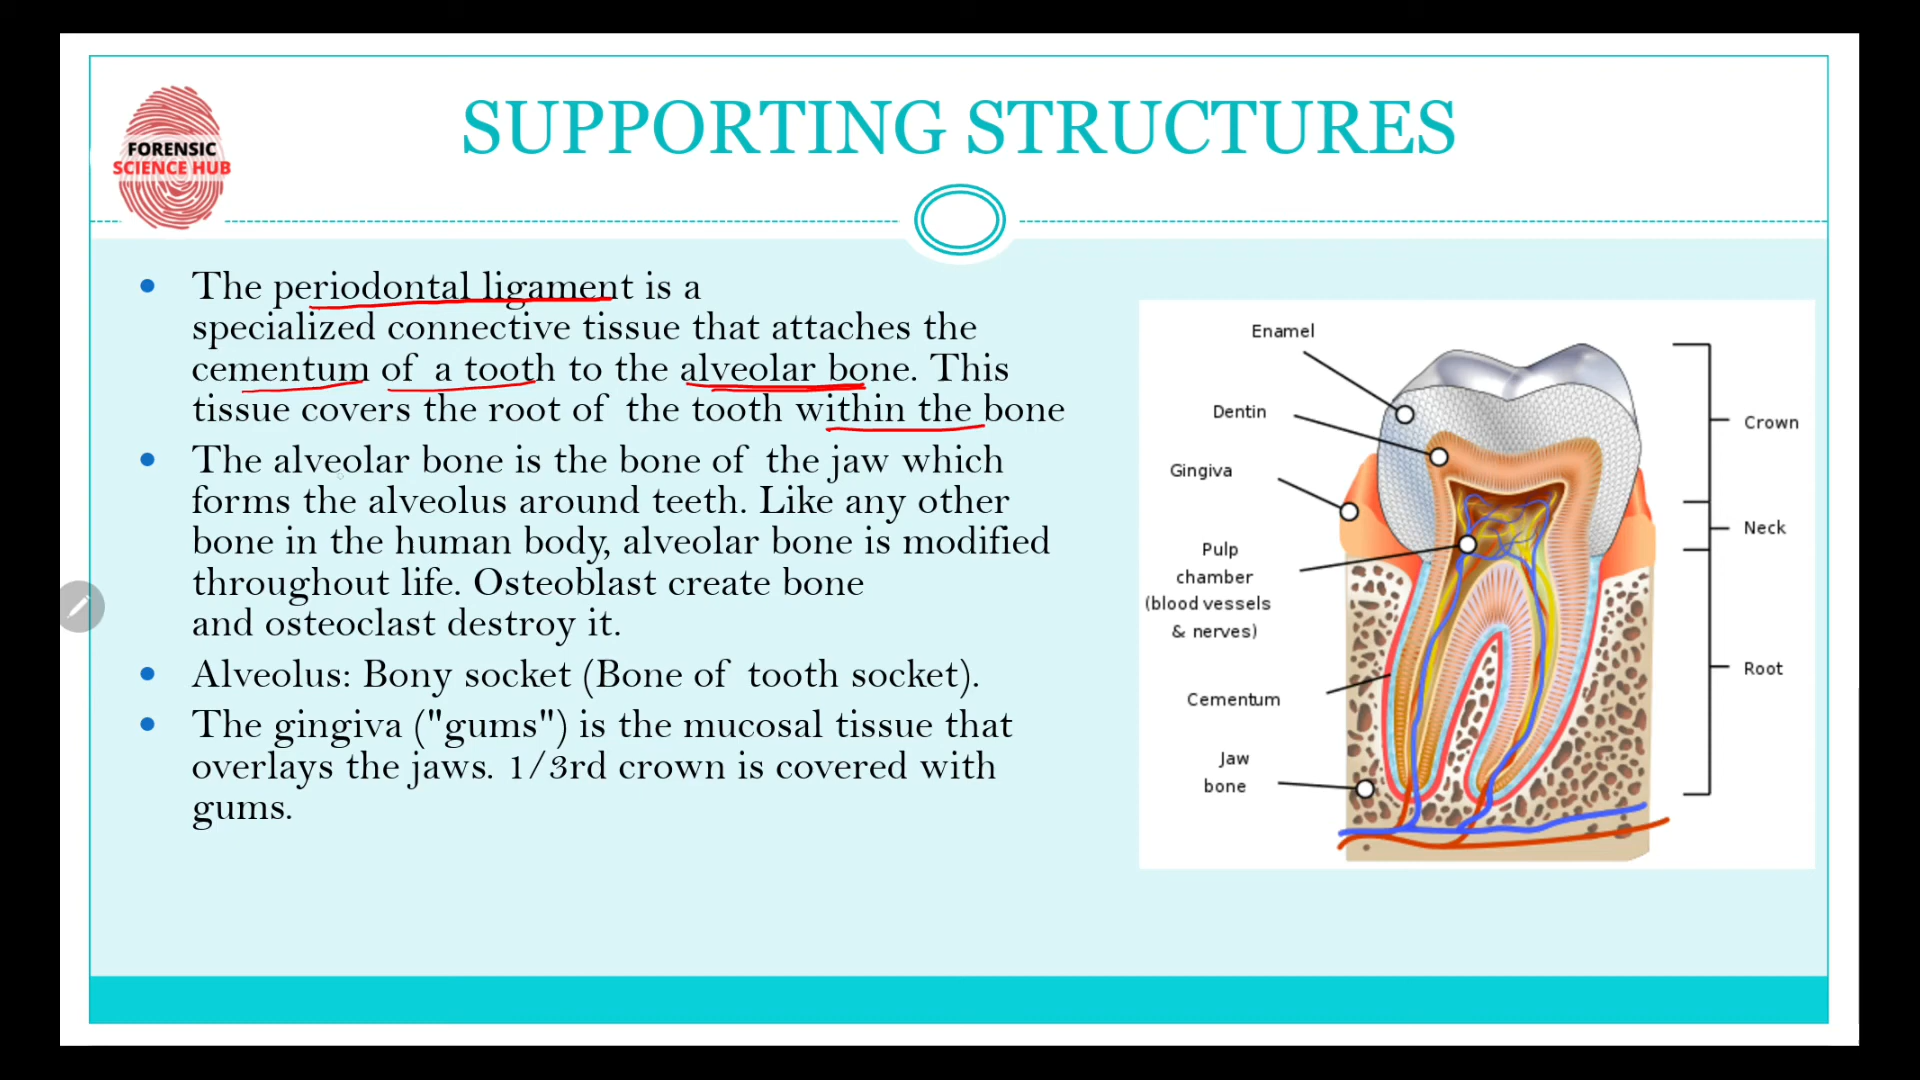 FORENSIC
SCIENCE HUB
SUPPORTING STRUCTURES
The periodontal ligament is a
specialized connective tissue that attaches the
cementum of a tooth to the alveolar bone. This
tissue covers the root of the tooth within the bone
The alveolar bone is the bone of the jaw which
forms the alveolus around teeth. Like any other
bone in the human body, alveolar bone is modified
throughout life. Osteoblast create bone
and osteoclast destroy it.
Alveolus: Bony socket (Bone of tooth socket).
The gingiva ("gums") is the mucosal tissue that
overlays the jaws. 1/3rd crown is covered with
gums.
Enamel
Dentin
Gingiva
Pulp
chamber
(blood vessels
& nerves)
Cementum
Jaw
bone
Crown
Neck
Root